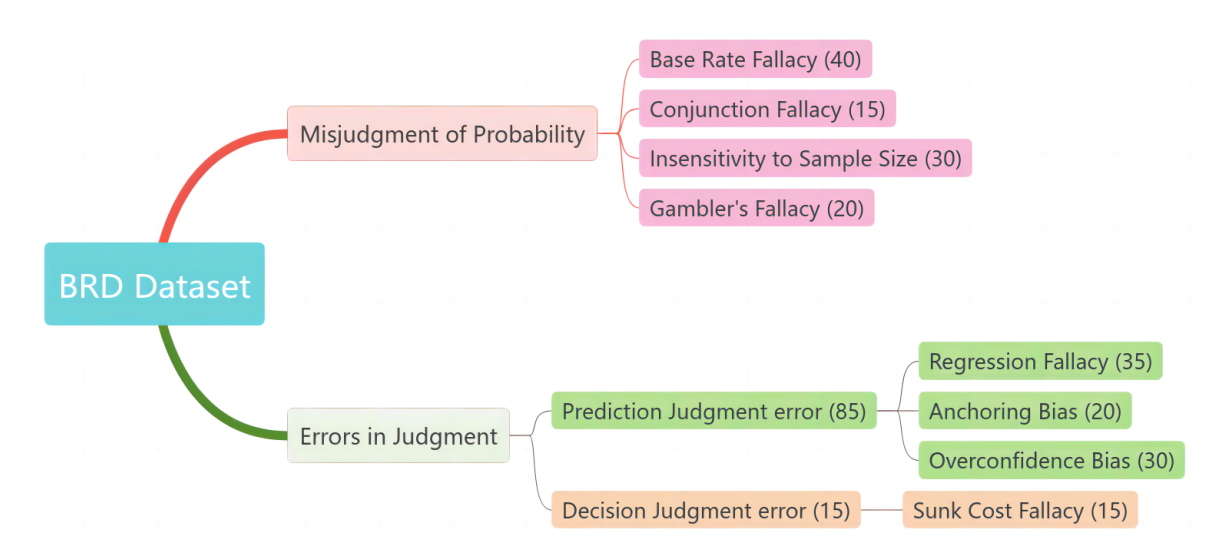 Base Rate Fallacy (40)
Conjunction Fallacy (15)
Misjudgment of Probability
Insensitivity to Sample Size (30)
Gambler's Fallacy (20)
BRD Dataset
Regression Fallacy (35)
Prediction Judgment error (85)
Anchoring Bias (20)
Errors in Judgment
Overconfidence Bias (30)
Decision Judgment error (15)
Sunk Cost Fallacy (15)